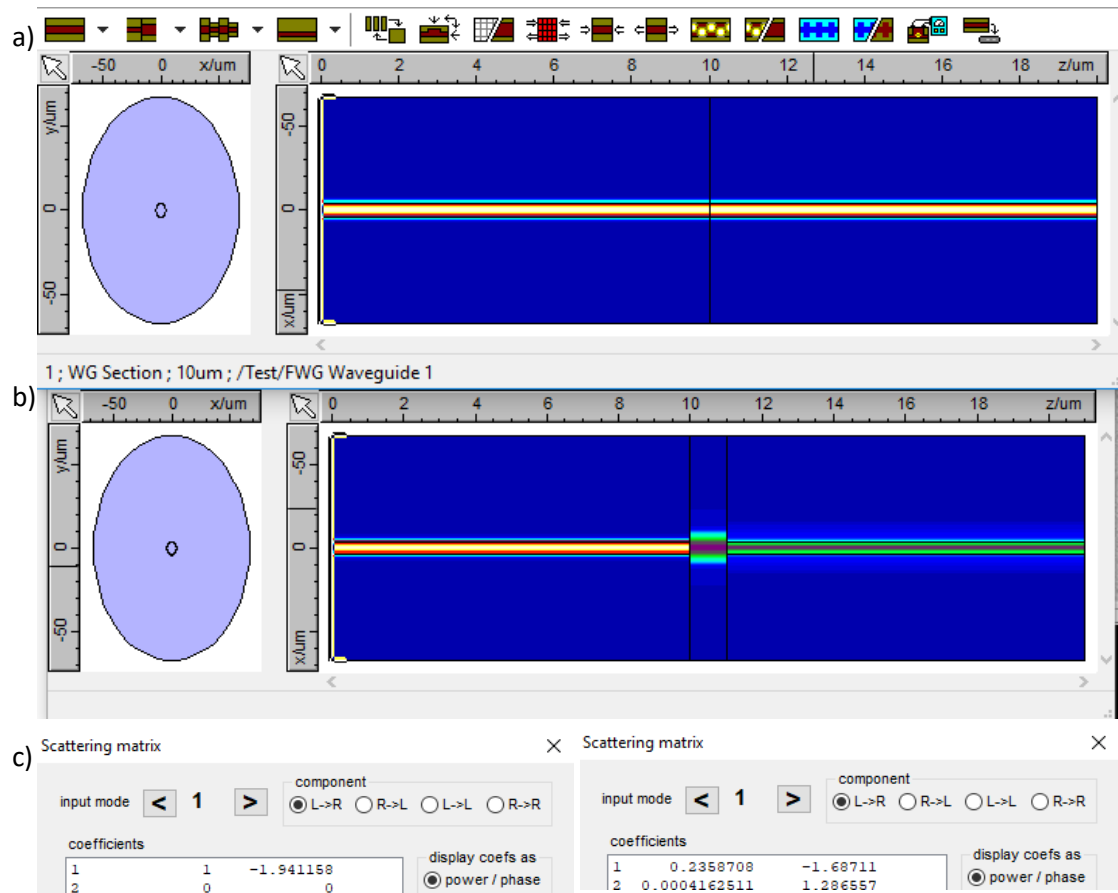 a)
-50 0 x/um
0 2 4 6 8 10 12 14 16 18 z/um
y/um
-50
0
-50
0
x/um
1 ; WG Section ; 10um ; /Test/FWG Waveguide 1
b)
-50 0 x/um
0 2 4 6 8 10 12 14 16 18 z/um
y/um
0
-50
-50
0
x/um
c) Scattering matrix
Scattering matrix
input mode < 1 >
component
L->R R->L L->L R->R
coefficients
1 1 -1.941158
2 0 0
display coefs as
power / phase
input mode < 1 >
component
L->R R->L L->L R->R
coefficients
1 0.2358708 -1.68711
2 0.0004162511 1.286557
display coefs as
power / phase